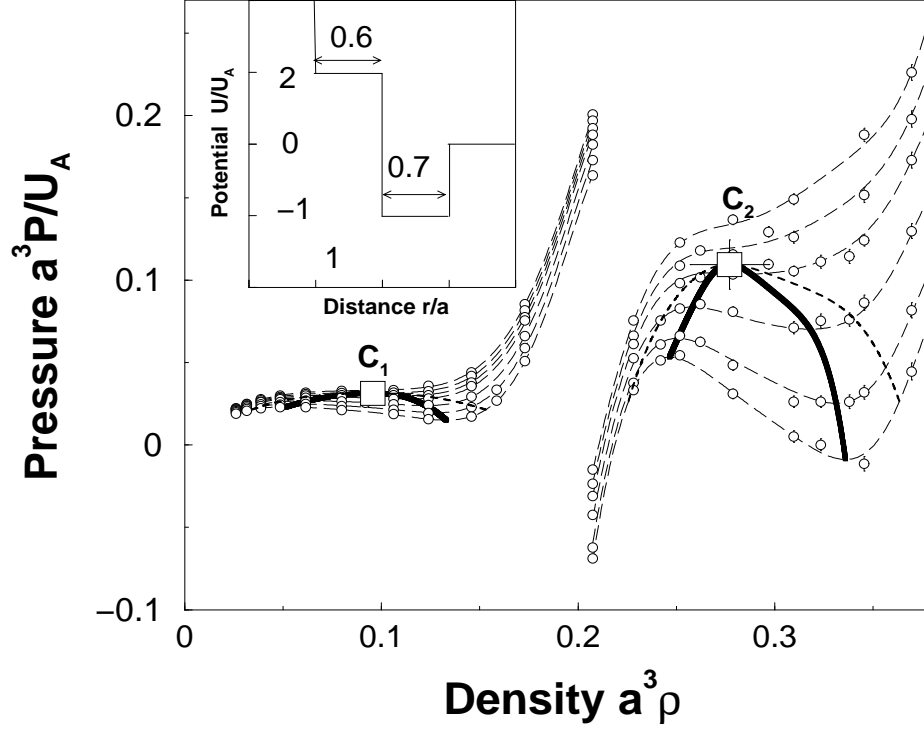 0.6
2
0
−1
0.7
1
Potential U/U_A
Distance r/a
C₁
C₂
0.2
0.1
0
−0.1
0
0.1
0.2
0.3
Pressure a³P/U_A
Density a³ρ